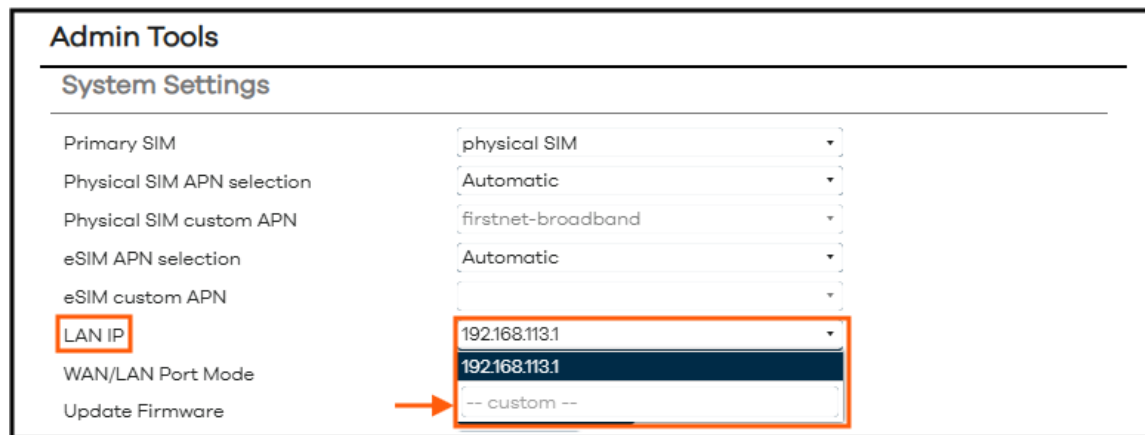 Admin Tools
System Settings
Primary SIM physical SIM
Physical SIM APN selection Automatic
Physical SIM custom APN firstnet-broadband
eSIM APN selection Automatic
eSIM custom APN
LAN IP 192.168.113.1
WAN/LAN Port Mode 192.168.113.1
Update Firmware -- custom --